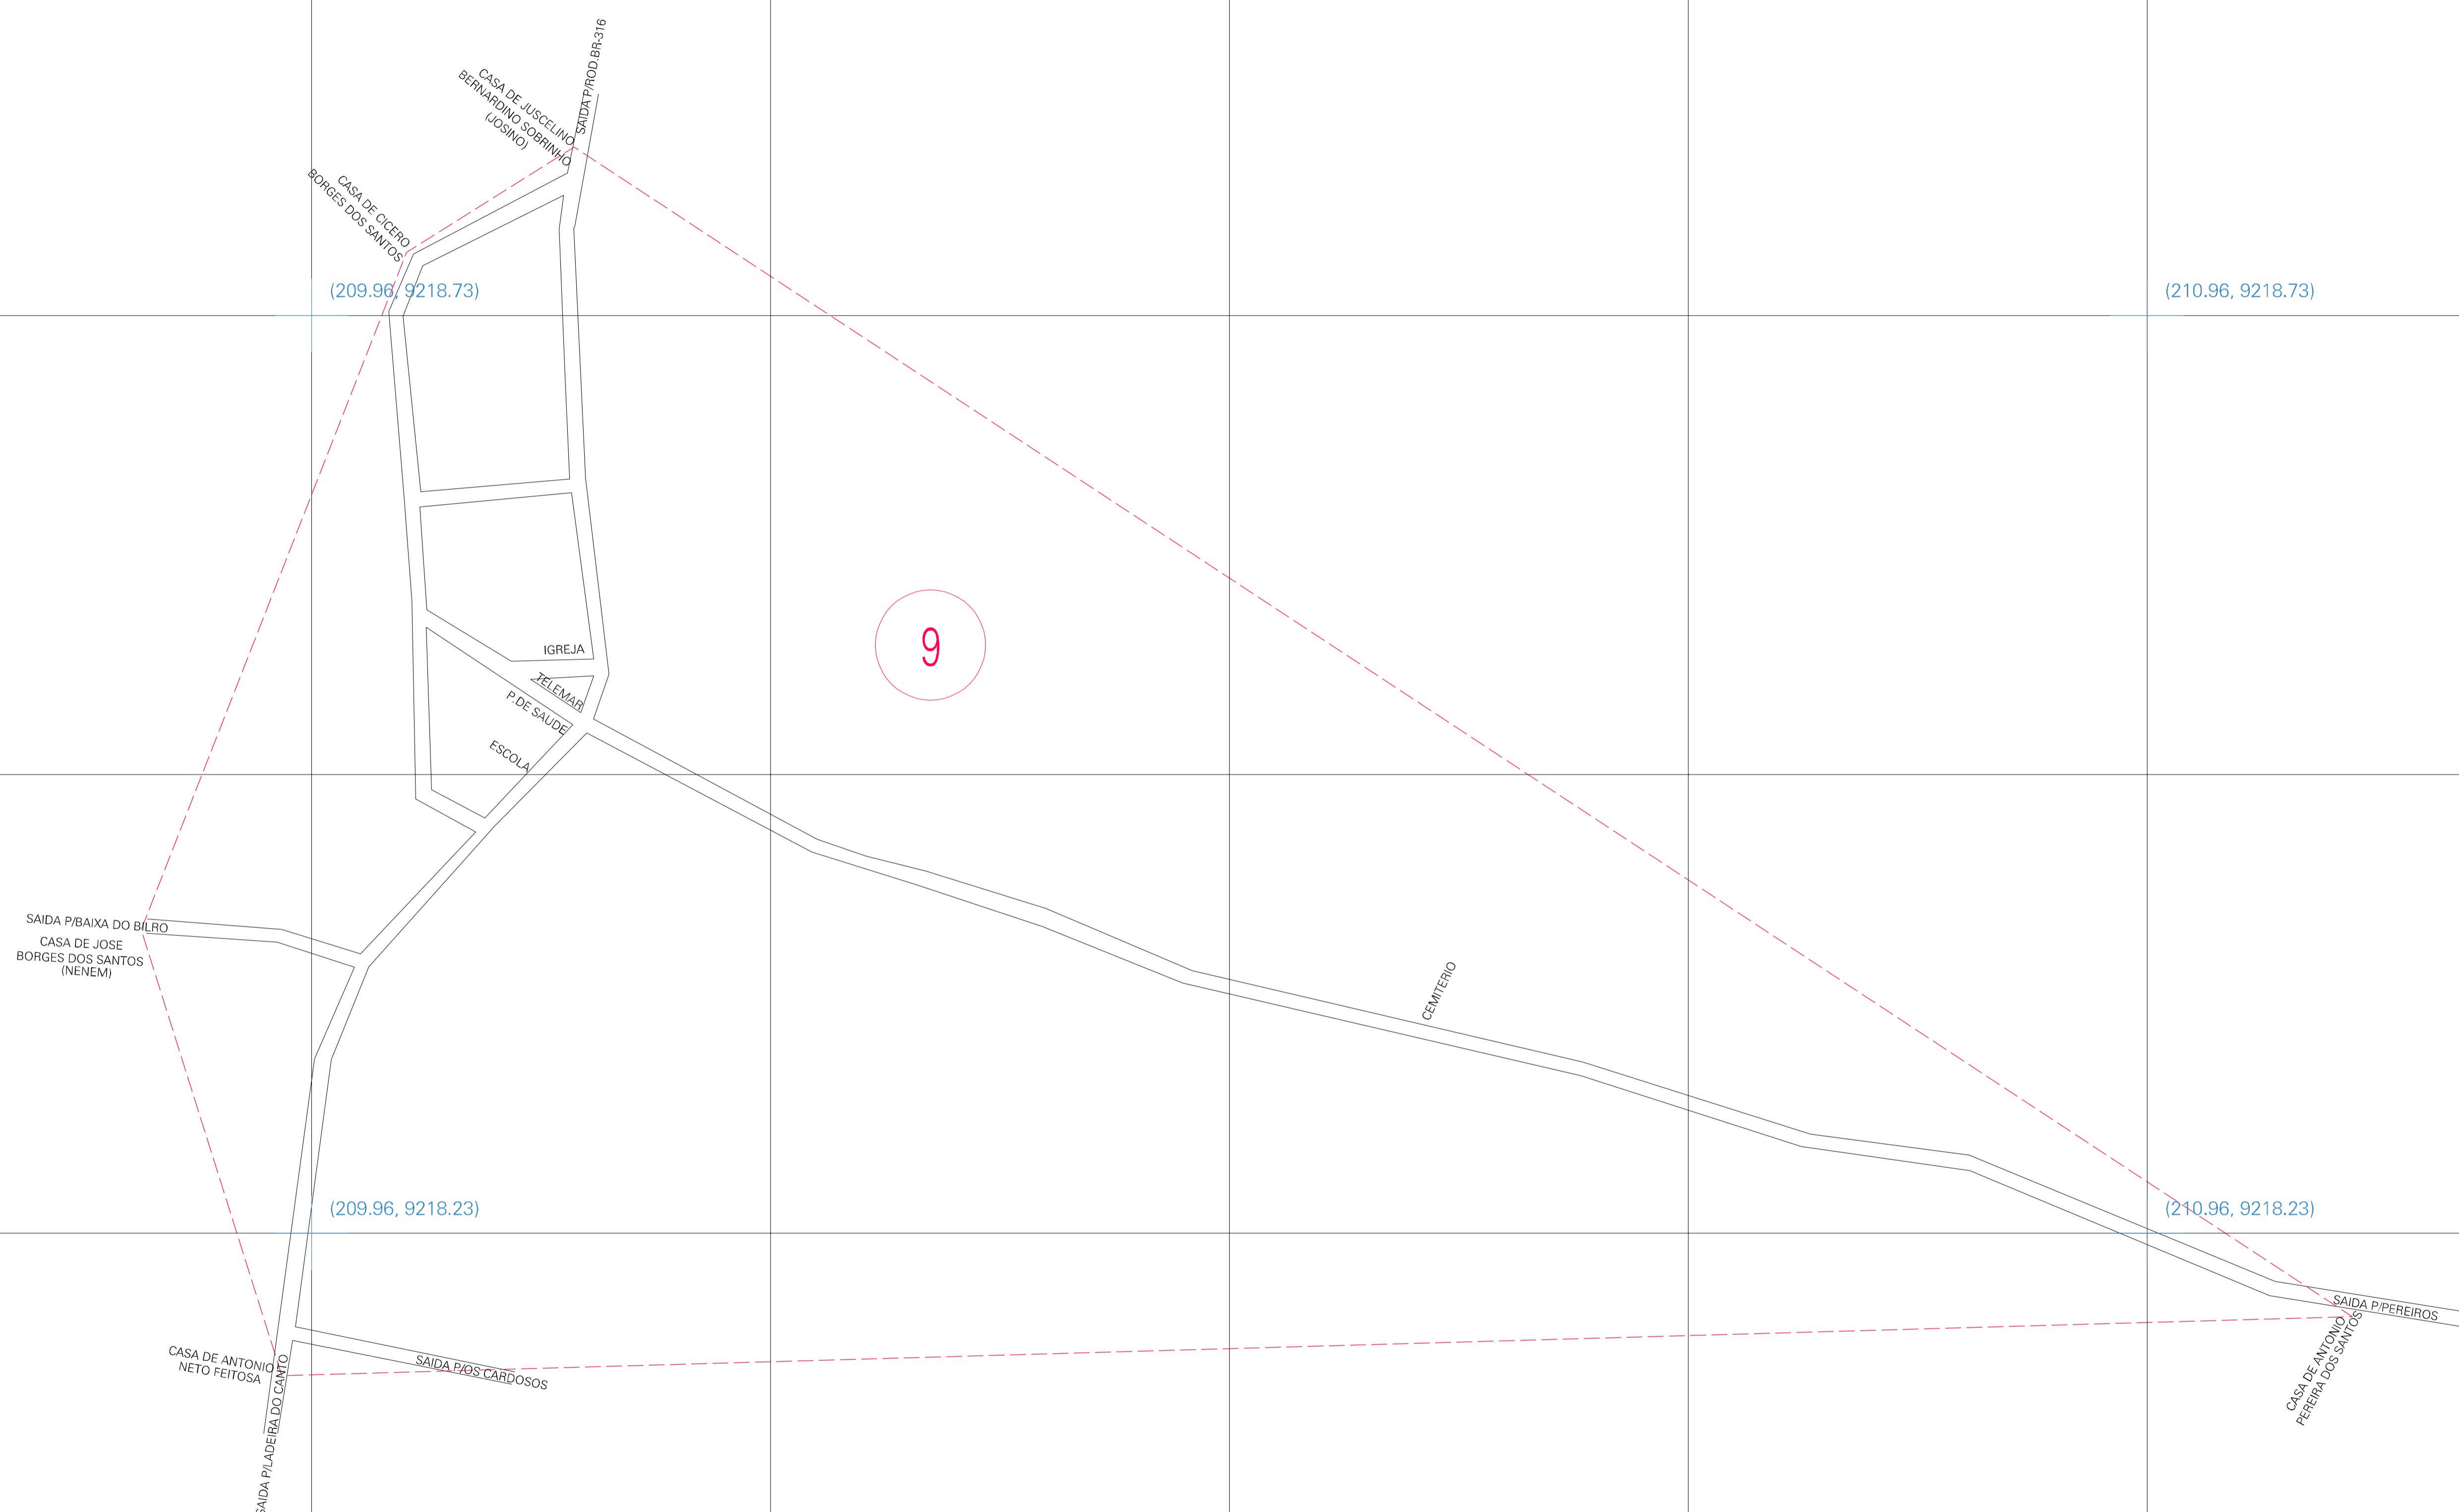 SAIDA P/ROD.BR-316
CASA DE JUSCELINO
BERNARDINO SOBRINHO
(JOSINO)
CASA DE CICERO
BORGES DOS SANTOS
(209.96, 9218.73)
(210.96, 9218.73)
9
IGREJA
TELEMAR
P.DE SAUDE
ESCOLA
SAIDA P/BAIXA DO BILRO
CASA DE JOSE
BORGES DOS SANTOS
(NENEM)
CEMITERIO
(209.96, 9218.23)
(210.96, 9218.23)
SAIDA P/PEREIROS
CASA DE ANTONIO
PEREIRA DOS SANTOS
CASA DE ANTONIO
NETO FEITOSA
SAIDA P/OS CARDOSOS
SAIDA P/LADEIRA DO CANTO